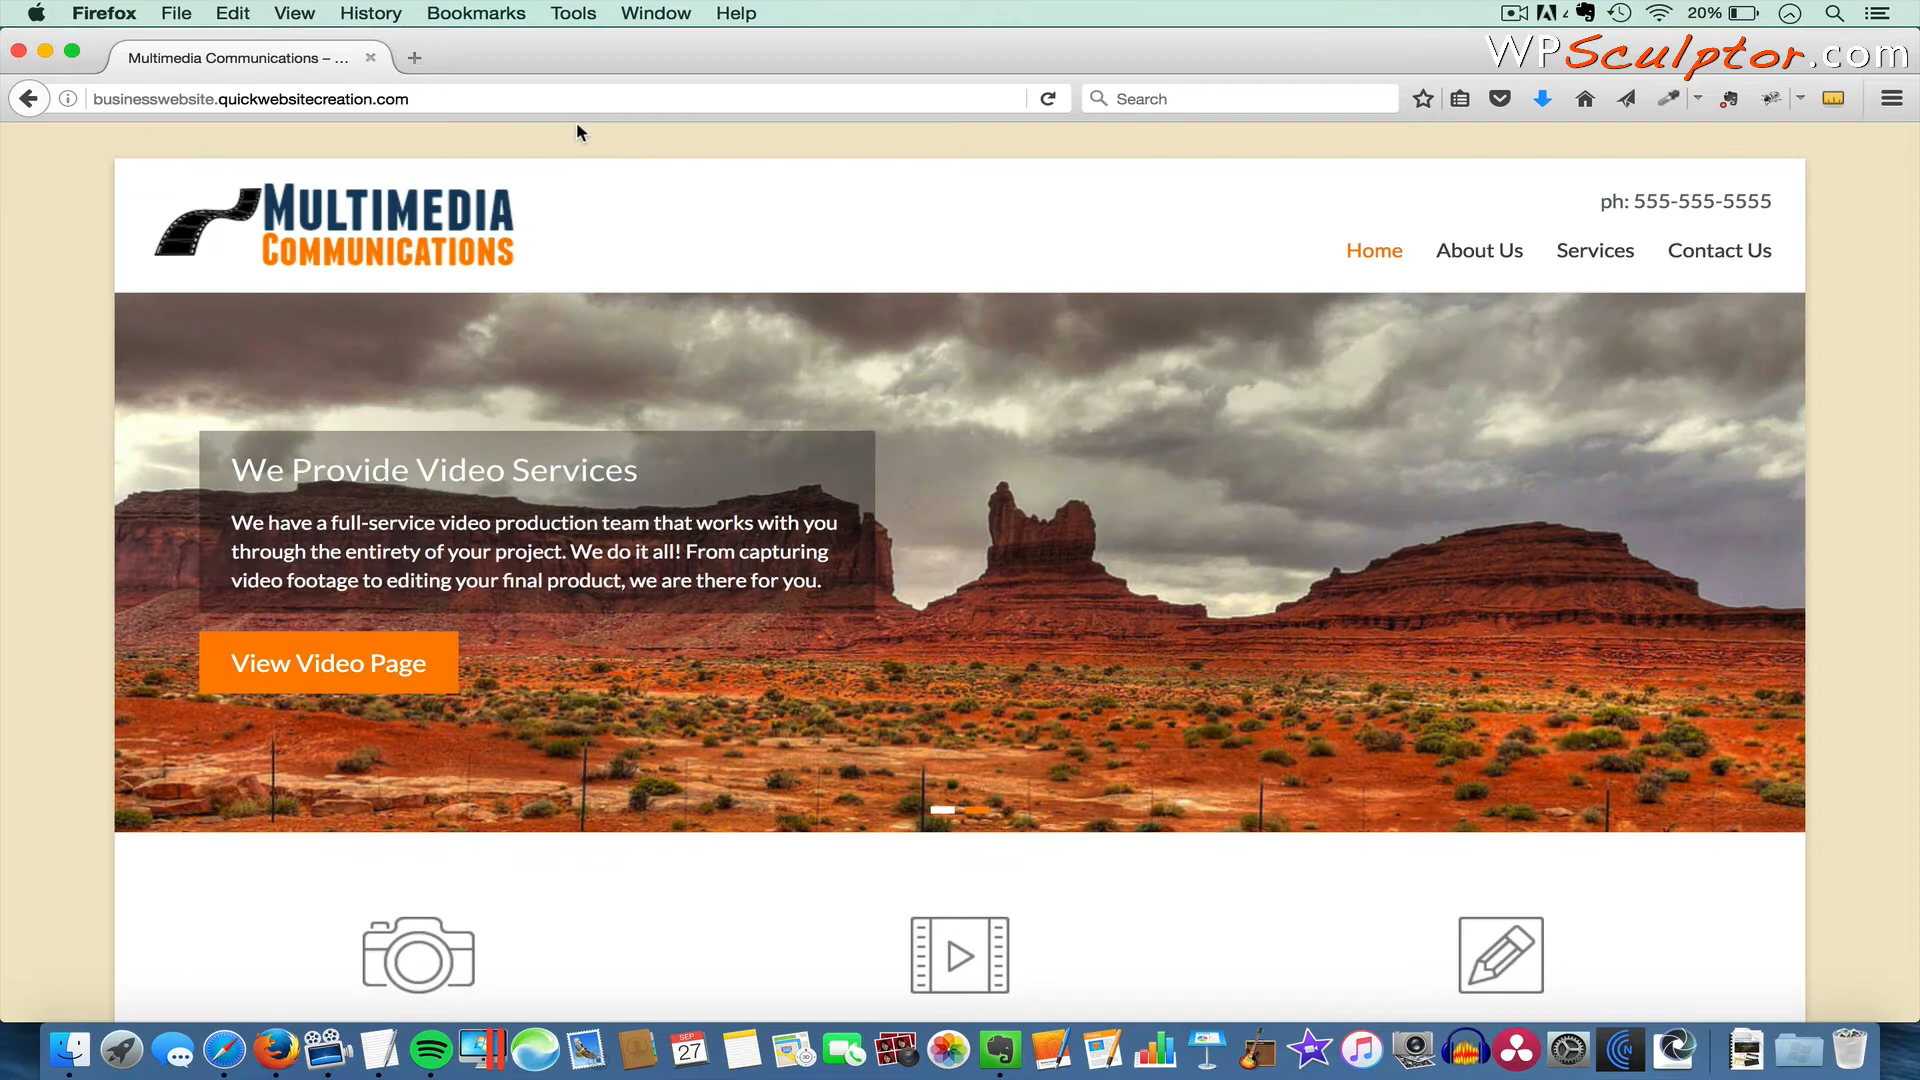 Firefox File Edit View History Bookmarks Tools Window Help
20%
WPSculptor.com
Multimedia Communications – ...
businesswebsite.quickwebsitecreation.com
Search
MULTIMEDIA
COMMUNICATIONS
ph: 555-555-5555
Home About Us Services Contact Us
We Provide Video Services
We have a full-service video production team that works with you
through the entirety of your project. We do it all! From capturing
video footage to editing your final product, we are there for you.
View Video Page
SEP
27